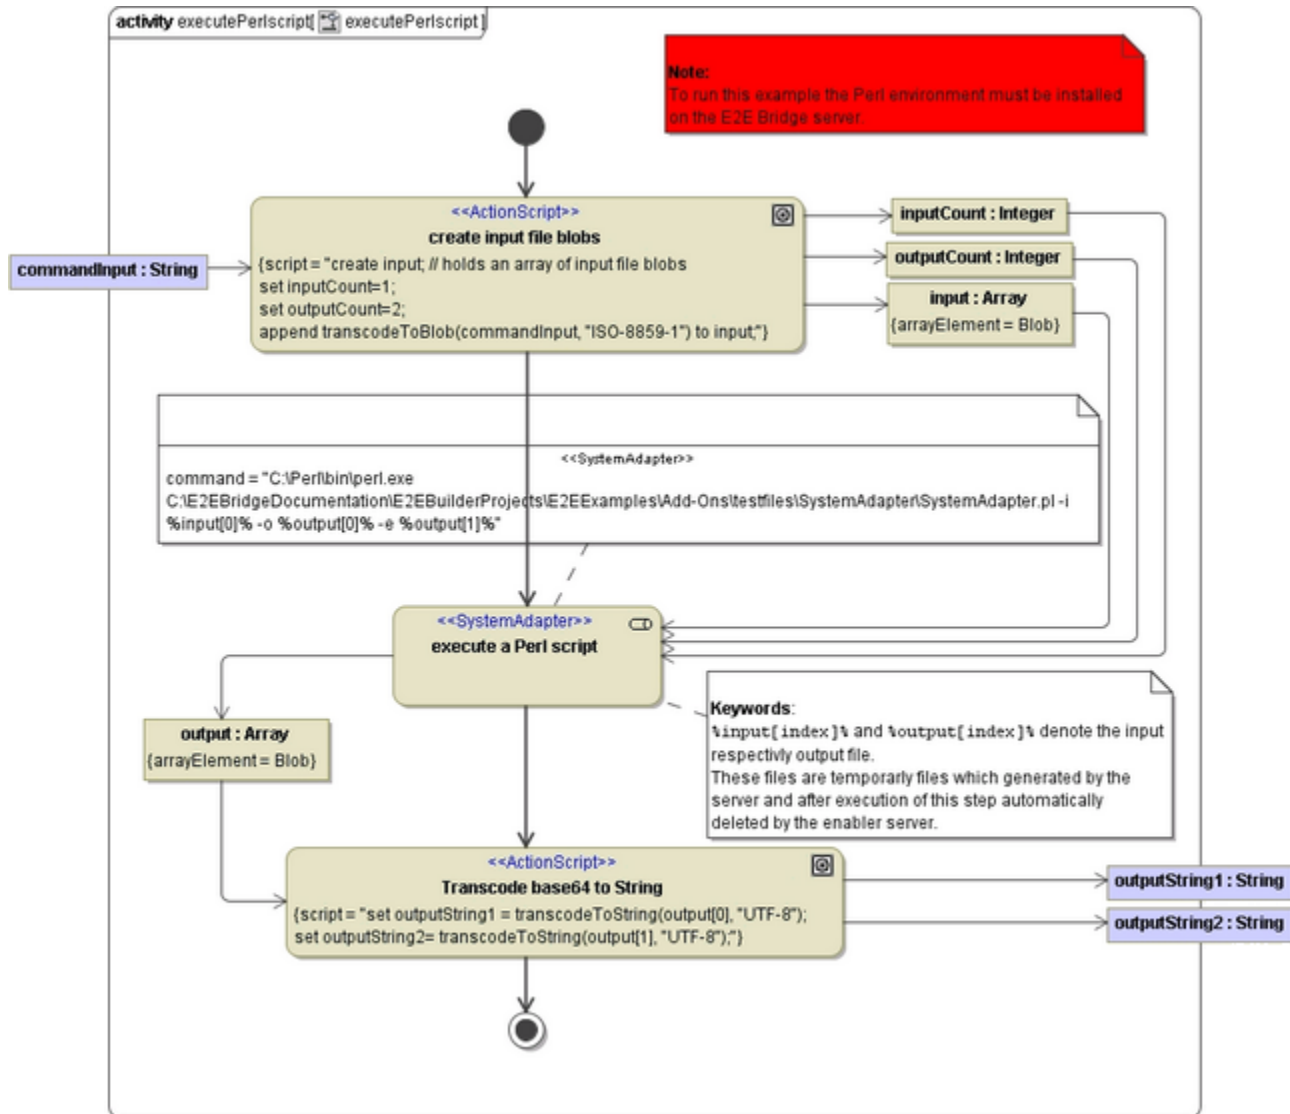 activity executePerlscript[ executePerlscript ]
Note:
To run this example the Perl environment must be installed
on the E2E Bridge server.
<<ActionScript>>
create input file blobs
{script = "create input; // holds an array of input file blobs
set inputCount=1;
set outputCount=2;
append transcodeToBlob(commandInput, "ISO-8859-1") to input;"}
commandInput : String
inputCount : Integer
outputCount : Integer
input : Array
{arrayElement = Blob}
<<SystemAdapter>>
command = "C:\Perl\bin\perl.exe
C:\E2EBridgeDocumentation\E2EBuilderProjects\E2EExamples\Add-Ons\testfiles\SystemAdapter\SystemAdapter.pl -i
%input[0]% -o %output[0]% -e %output[1]%"
<<SystemAdapter>>
execute a Perl script
Keywords:
%input[index]% and %output[index]% denote the input
respectivly output file.
These files are temporarly files which generated by the
server and after execution of this step automatically
deleted by the enabler server.
output : Array
{arrayElement = Blob}
<<ActionScript>>
Transcode base64 to String
{script = "set outputString1 = transcodeToString(output[0], "UTF-8");
set outputString2= transcodeToString(output[1], "UTF-8");"}
outputString1 : String
outputString2 : String